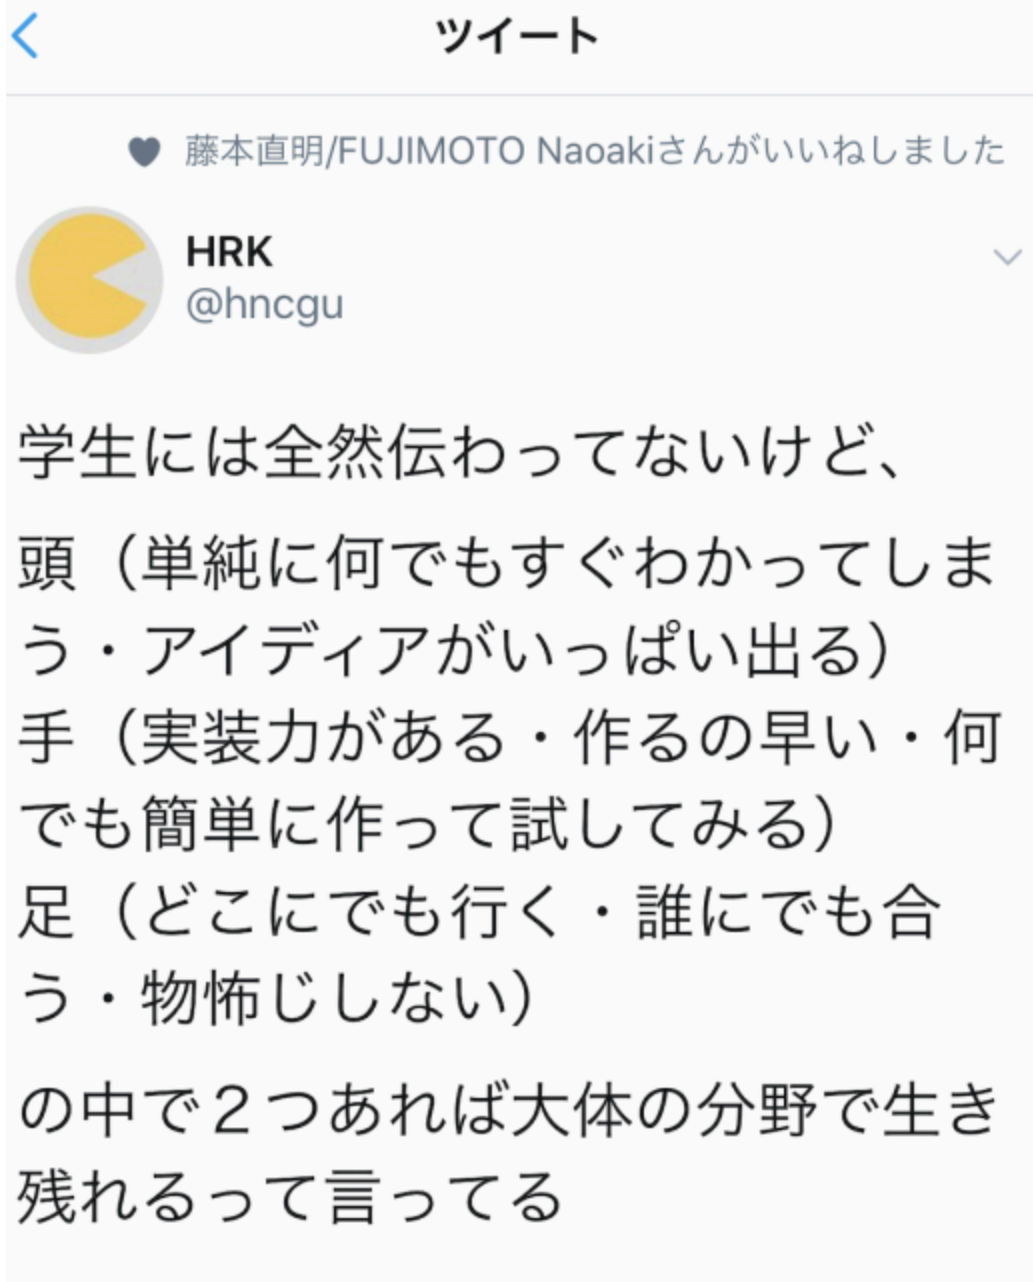 ツイート
藤本直明/FUJIMOTO Naoakiさんがいいねしました
HRK
@hncgu
学生には全然伝わってないけど、
頭（単純に何でもすぐわかってしま
う・アイディアがいっぱい出る）
手（実装力がある・作るの早い・何
でも簡単に作って試してみる）
足（どこにでも行く・誰にでも合
う・物怖じしない）
の中で２つあれば大体の分野で生き
残れるって言ってる